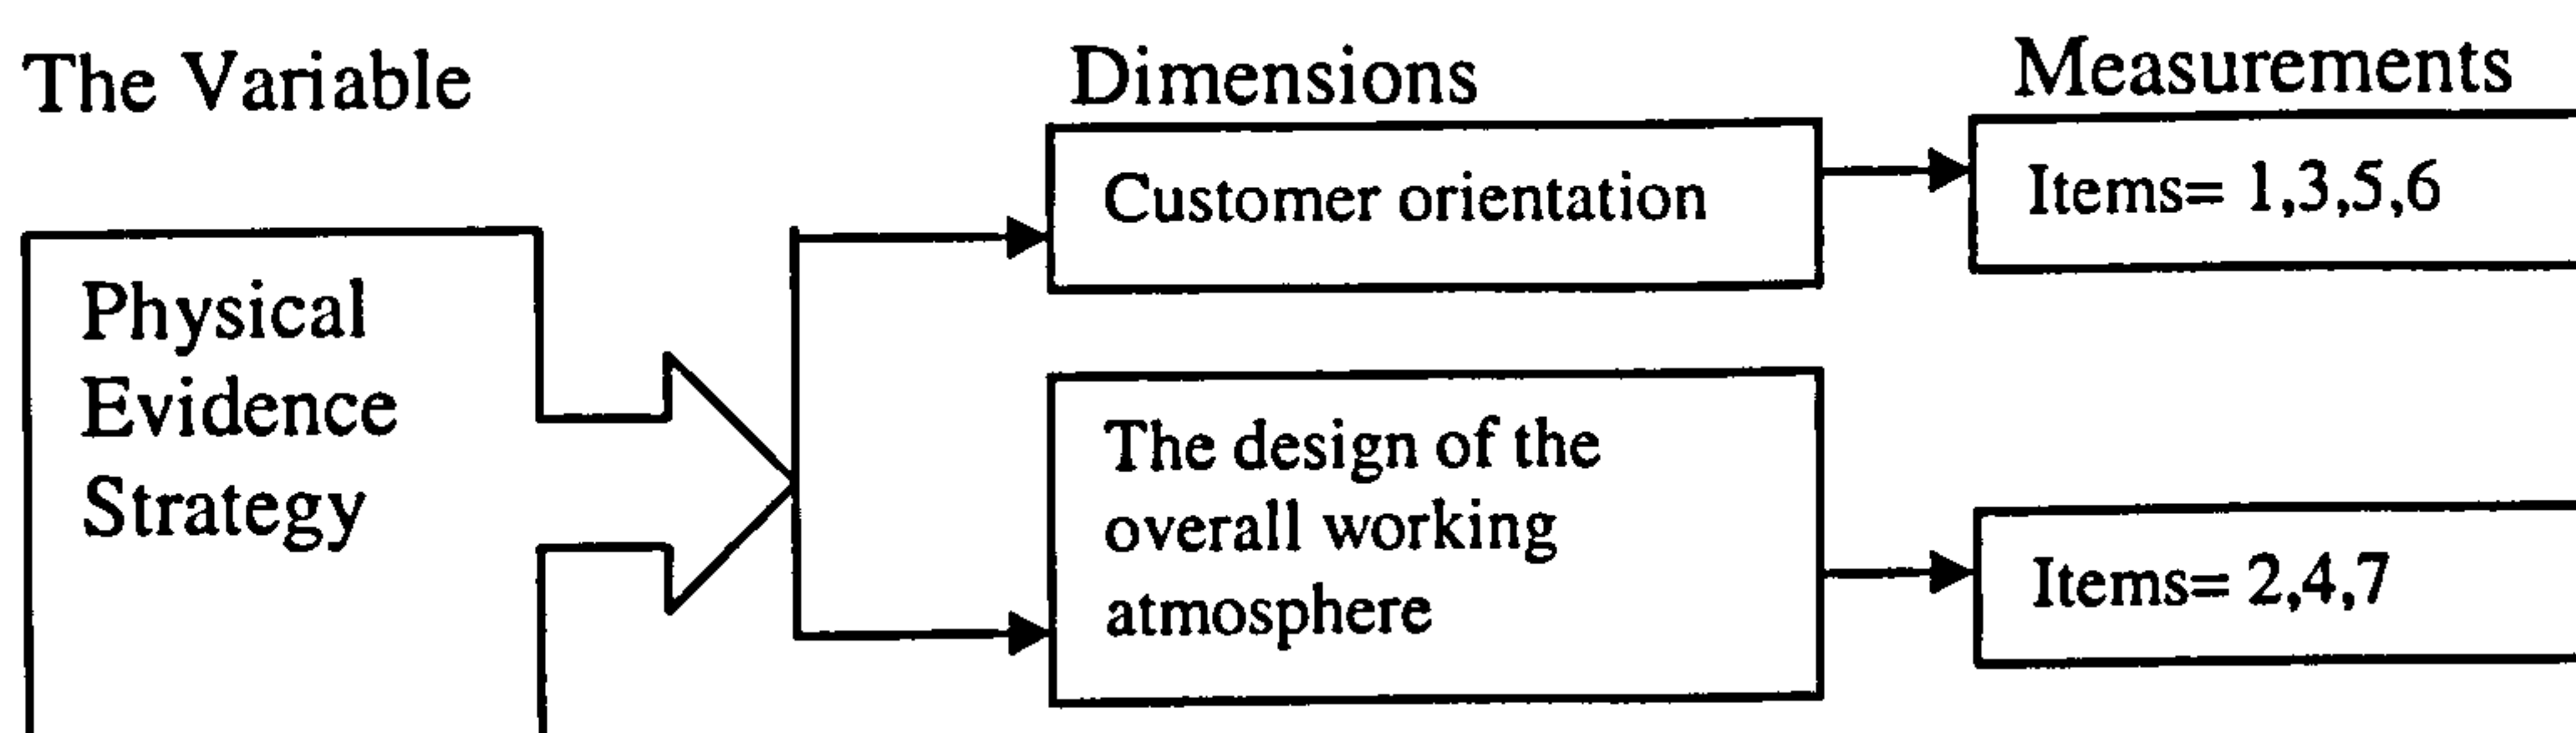 The Variable
Dimensions
Measurements
Customer orientation
Items= 1,3,5,6
Physical
Evidence
Strategy
The design of the
overall working
atmosphere
Items= 2,4,7